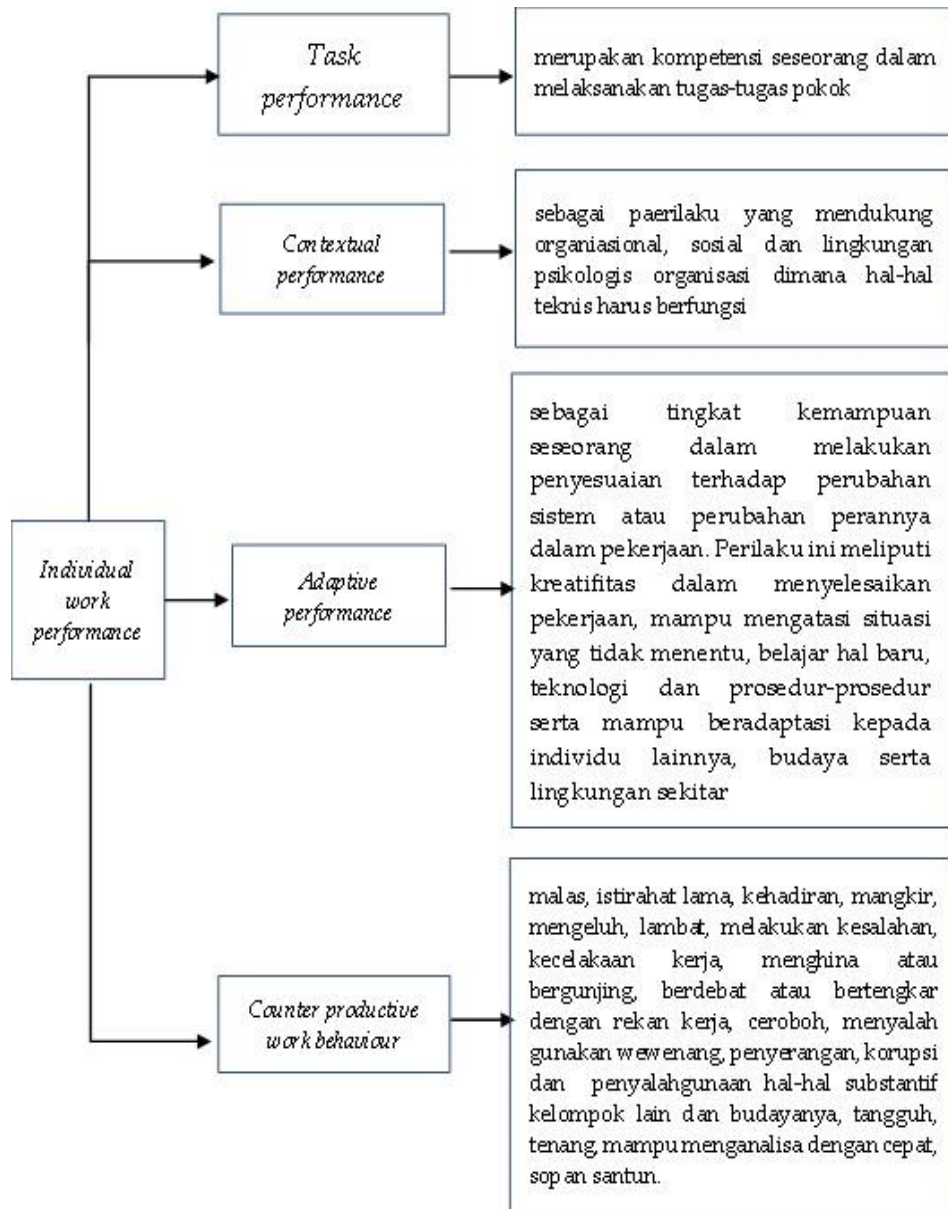 Task
performance
merupakan kompetensi seseorang dalam
melaksanakan tugas-tugas pokok
Contextual
performance
sebagai paerilaku yang mendukung
organiasional, sosial dan lingkungan
psikologis organisasi dimana hal-hal
teknis harus berfungsi
Individual
work
performance
Adaptive
performance
sebagai tingkat kemampuan
seseorang dalam melakukan
penyesuaian terhadap perubahan
sistem atau perubahan perannya
dalam pekerjaan. Perilaku ini meliputi
kreatifitas dalam menyelesaikan
pekerjaan, mampu mengatasi situasi
yang tidak menentu, belajar hal baru,
teknologi dan prosedur-prosedur
serta mampu beradaptasi kepada
individu lainnya, budaya serta
lingkungan sekitar
Counter productive
work behaviour
malas, istirahat lama, kehadiran, mangkir,
mengeluh, lambat, melakukan kesalahan,
kecelakaan kerja, menghina atau
bergunjing, berdebat atau bertengkar
dengan rekan kerja, ceroboh, menyalah
gunakan wewenang, penyerangan, korupsi
dan penyalahgunaan hal-hal substantif
kelompok lain dan budayanya, tangguh,
tenang, mampu menganalisa dengan cepat,
sopan santun.